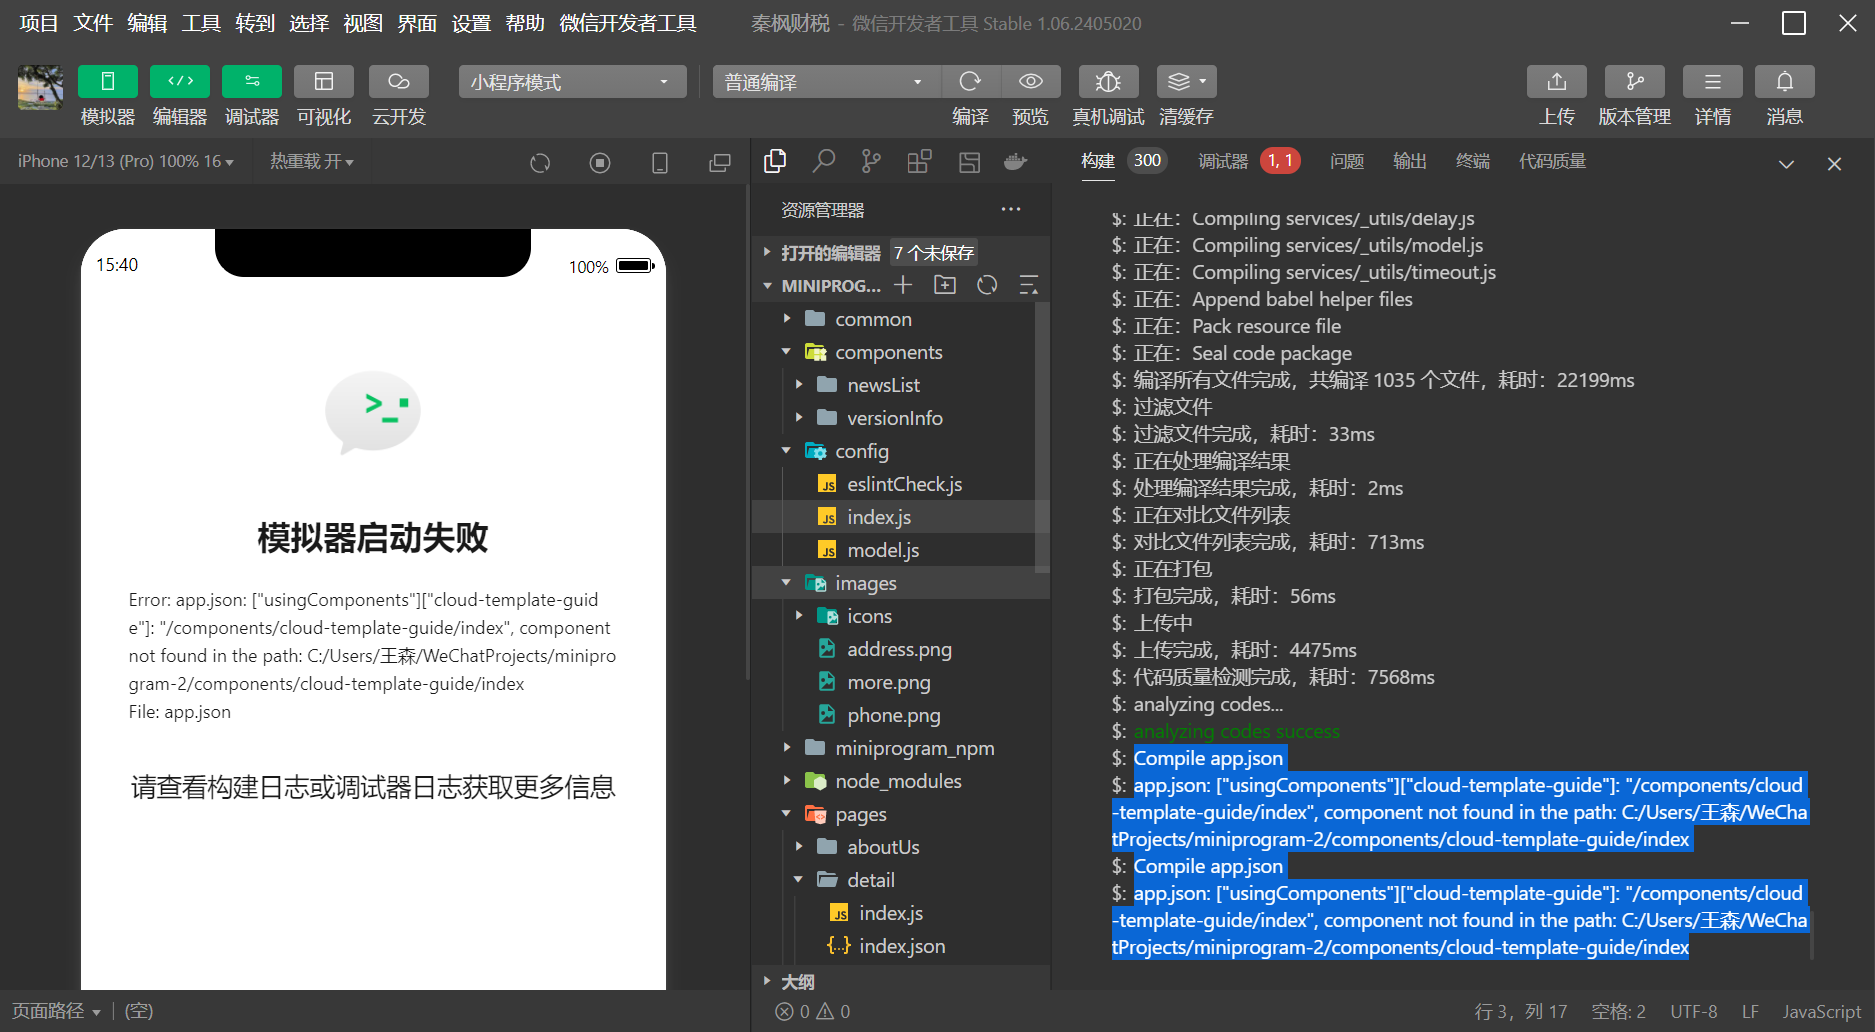 项目 文件 编辑 工具 转到 选择 视图 界面 设置 帮助 微信开发者工具 秦枫财税 - 微信开发者工具 Stable 1.06.2405020
小程序模式 普通编译
模拟器 编辑器 调试器 可视化 云开发 编译 预览 真机调试 清缓存 上传 版本管理 详情 消息
iPhone 12/13 (Pro) 100% 16 热重载 开
15:40 100%
模拟器启动失败
Error: app.json: ["usingComponents"]["cloud-template-guid
e"]: "/components/cloud-template-guide/index", component
not found in the path: C:/Users/王森/WeChatProjects/minipro
gram-2/components/cloud-template-guide/index
File: app.json
请查看构建日志或调试器日志获取更多信息
页面路径 | (空)
资源管理器 ...
打开的编辑器 7 个未保存
MINIPROG...
common
components
newsList
versionInfo
config
JS eslintCheck.js
JS index.js
JS model.js
images
icons
address.png
more.png
phone.png
miniprogram_npm
node_modules
pages
aboutUs
detail
JS index.js
{..} index.json
大纲
0 0
构建 300 调试器 1, 1 问题 输出 终端 代码质量
$: 正在：Compiling services/_utils/delay.js
$: 正在：Compiling services/_utils/model.js
$: 正在：Compiling services/_utils/timeout.js
$: 正在：Append babel helper files
$: 正在：Pack resource file
$: 正在：Seal code package
$: 编译所有文件完成，共编译 1035 个文件，耗时：22199ms
$: 过滤文件
$: 过滤文件完成，耗时：33ms
$: 正在处理编译结果
$: 处理编译结果完成，耗时：2ms
$: 正在对比文件列表
$: 对比文件列表完成，耗时：713ms
$: 正在打包
$: 打包完成，耗时：56ms
$: 上传中
$: 上传完成，耗时：4475ms
$: 代码质量检测完成，耗时：7568ms
$: analyzing codes...
$: analyzing codes success
$: Compile app.json
$: app.json: ["usingComponents"]["cloud-template-guide"]: "/components/cloud
-template-guide/index", component not found in the path: C:/Users/王森/WeCha
tProjects/miniprogram-2/components/cloud-template-guide/index
$: Compile app.json
$: app.json: ["usingComponents"]["cloud-template-guide"]: "/components/cloud
-template-guide/index", component not found in the path: C:/Users/王森/WeCha
tProjects/miniprogram-2/components/cloud-template-guide/index
行 3，列 17 空格: 2 UTF-8 LF JavaScript